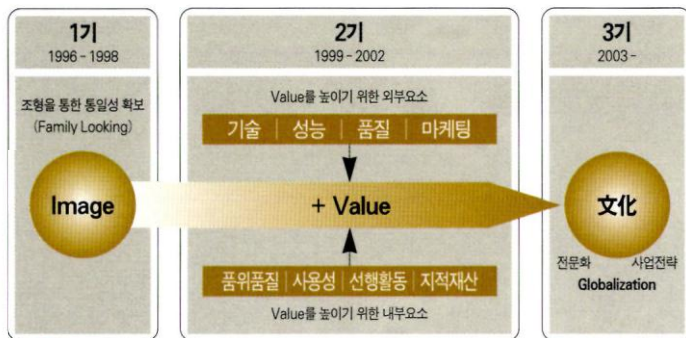 1기
1996 - 1998
조형을 통한 통일성 확보
(Family Looking)
Image
2기
1999 - 2002
Value를 높이기 위한 외부요소
기술 | 성능 | 품질 | 마케팅
+ Value
품위품질 | 사용성 | 선행활동 | 지적재산
Value를 높이기 위한 내부요소
3기
2003 -
文化
전문화 사업전략
Globalization